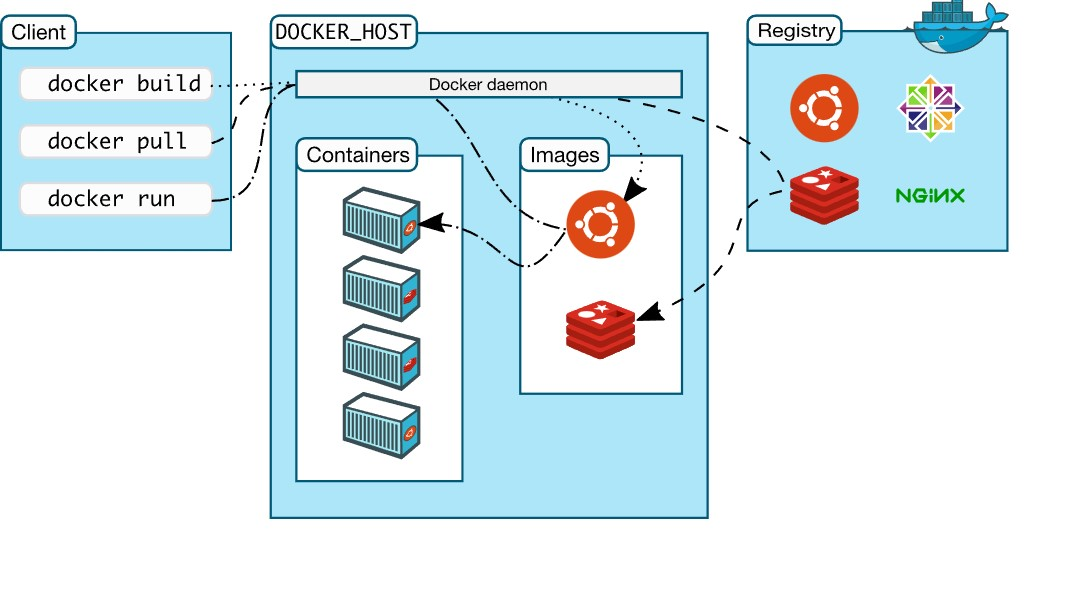 Client
docker build
docker pull
docker run
DOCKER_HOST
Docker daemon
Containers
Images
Registry
NGiNX